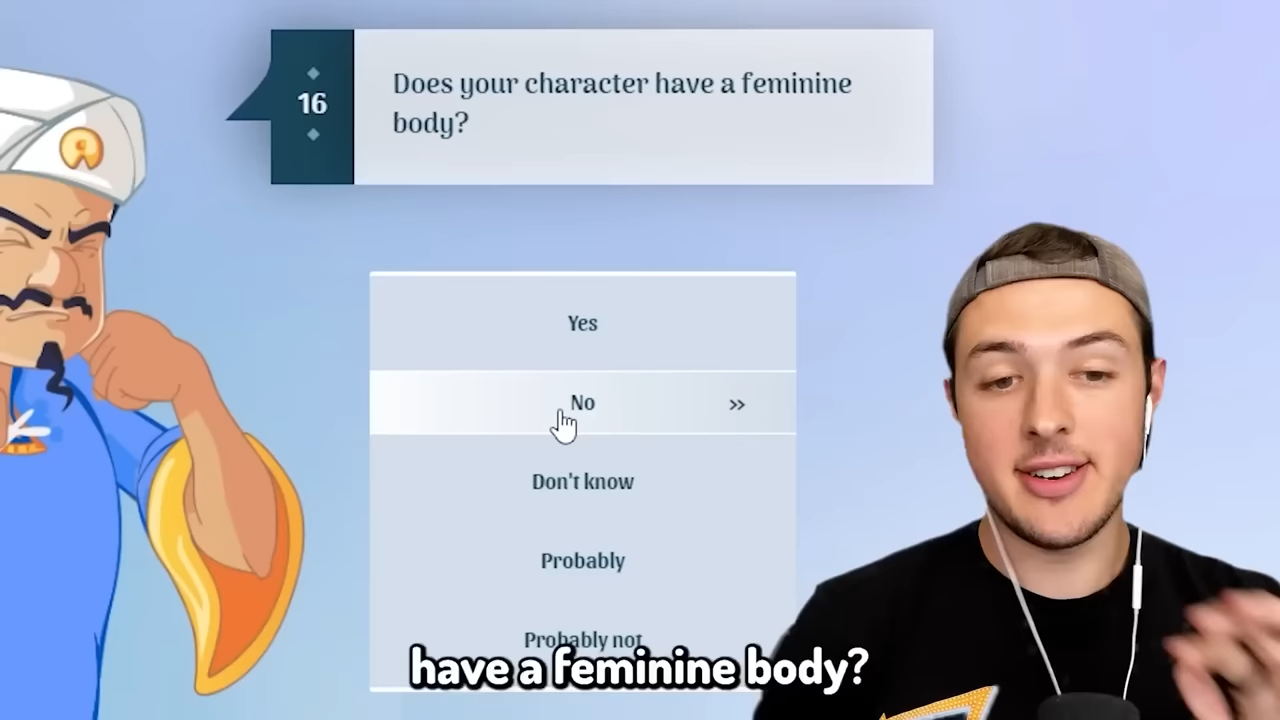 16
Does your character have a feminine
body?
Yes
No »
Don't know
Probably
Probably not
have a feminine body?